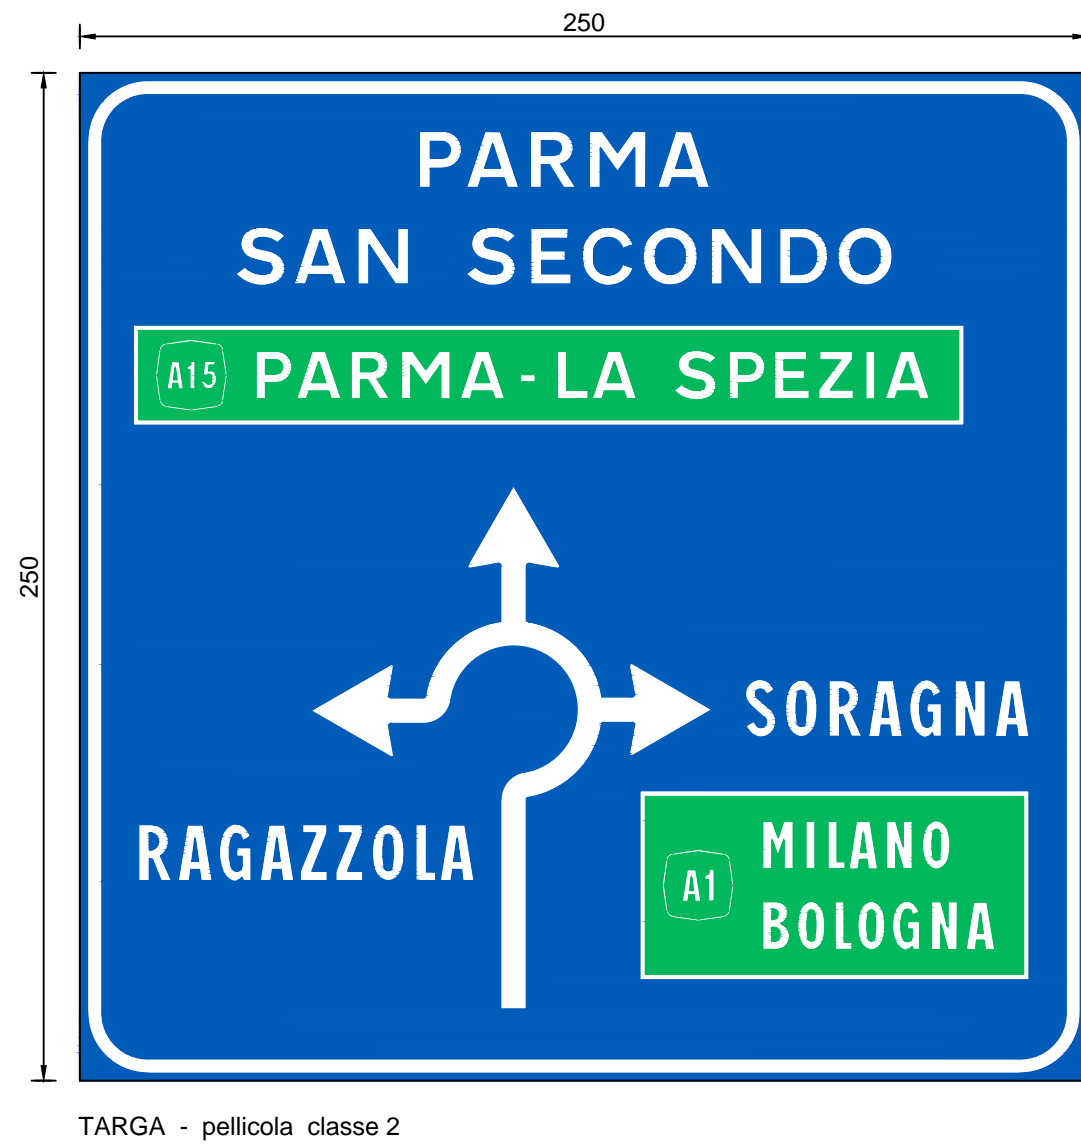 250
250
PARMA
SAN SECONDO
A15 PARMA - LA SPEZIA
SORAGNA
RAGAZZOLA
A1
MILANO
BOLOGNA
TARGA - pellicola classe 2